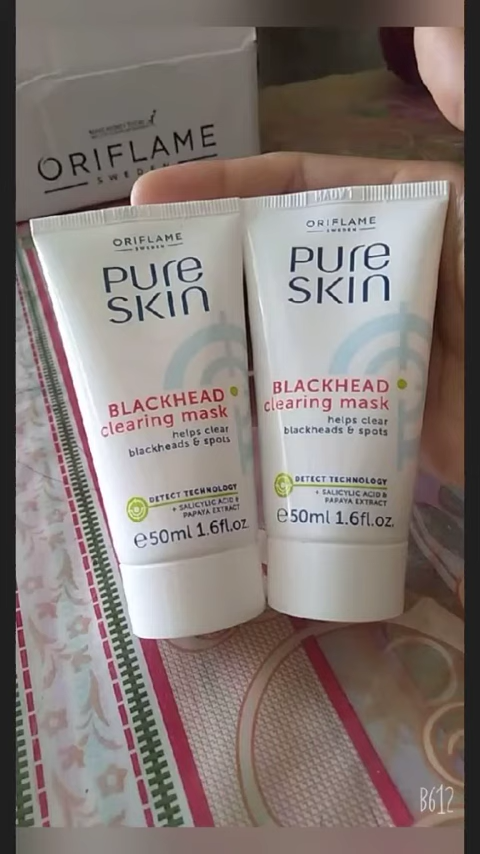 ORIFLAME
SWEDEN
ORIFLAME
SWEDEN
PURE
SKIN
BLACKHEAD
clearing mask
helps clear
blackheads & spots
DETECT TECHNOLOGY
+ SALICYLIC ACID &
PAPAYA EXTRACT
e50ml 1.6fl.oz.
ORIFLAME
SWEDEN
PURE
SKIN
BLACKHEAD
clearing mask
helps clear
blackheads & spots
DETECT TECHNOLOGY
+ SALICYLIC ACID &
PAPAYA EXTRACT
e50ml 1.6fl.oz.
B612